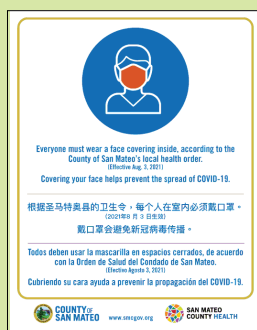 Everyone must wear a face covering inside, according to the
County of San Mateo's local health order.
(Effective Aug. 3, 2021)
Covering your face helps prevent the spread of COVID-19.
根据圣马特奥县的卫生令，每个人在室内必须戴口罩。
(2021年8 月 3 日生效)
戴口罩会避免新冠病毒传播。
Todos deben usar la mascarilla en espacios cerrados, de acuerdo
con la Orden de Salud del Condado de San Mateo.
(Efectivo Agosto 3, 2021)
Cubriendo su cara ayuda a prevenir la propagación del COVID-19.
COUNTY OF
SAN MATEO
www.smcgov.org
SAN MATEO
COUNTY HEALTH